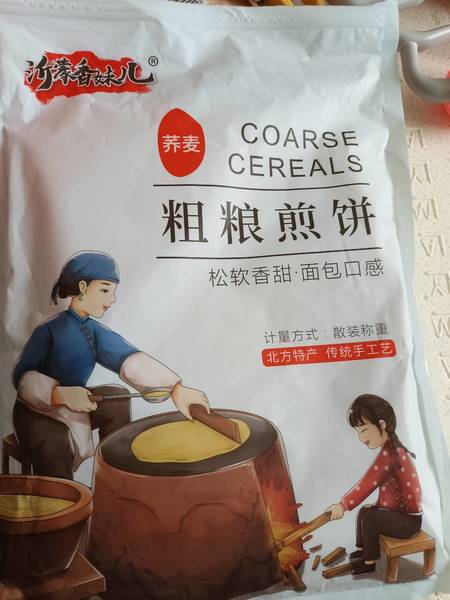 沂蒙香妹儿®
荞麦
COARSE
CEREALS
粗粮煎饼
松软香甜·面包口感
计量方式：散装称重
北方特产 传统手工艺